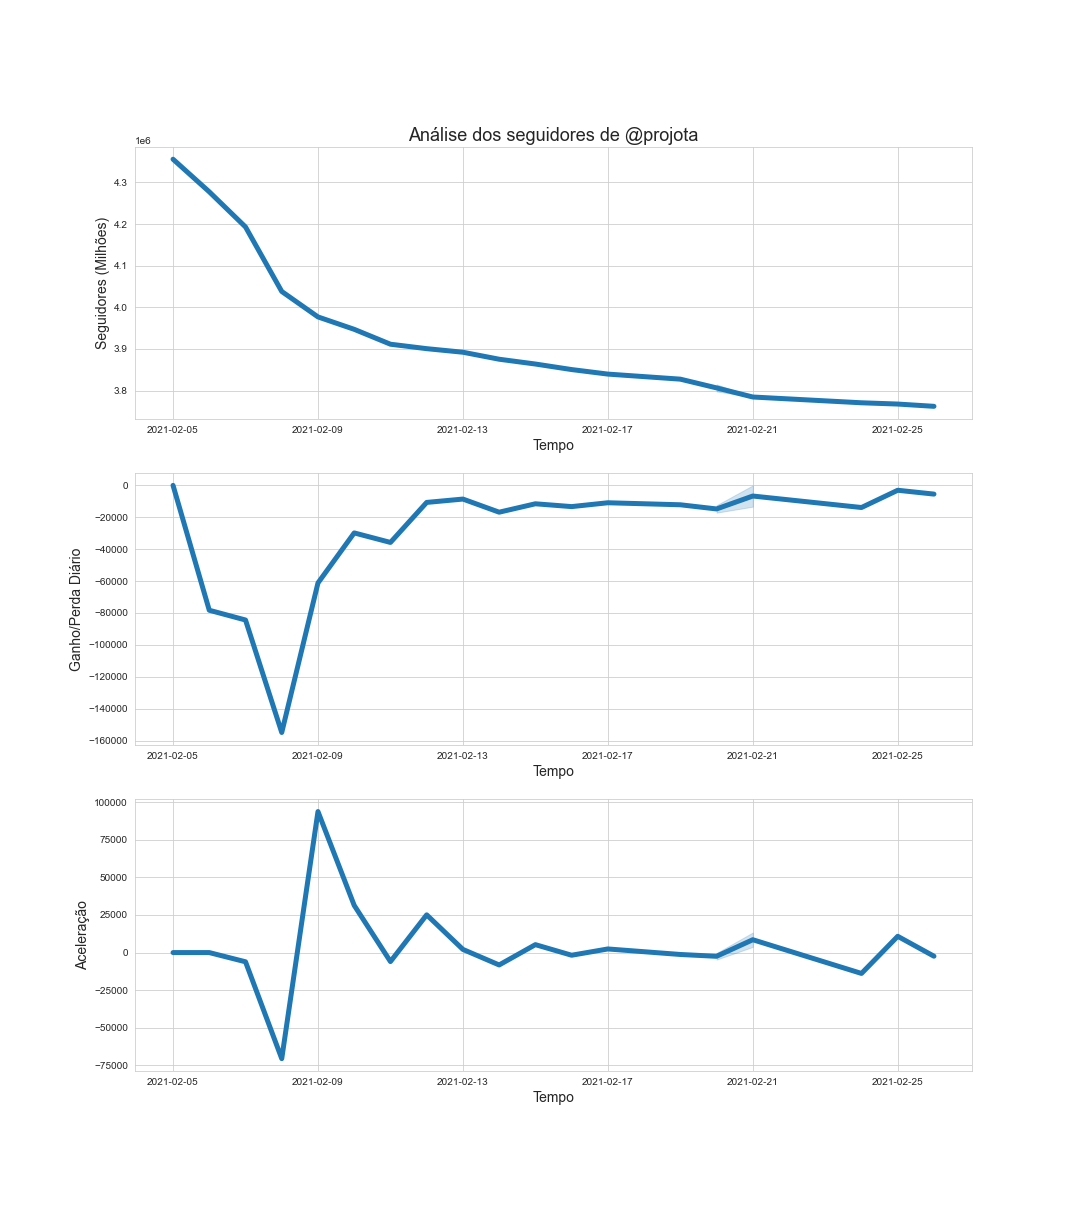 Análise dos seguidores de @projota
1e6
4.3
4.2
4.1
4.0
3.9
3.8
Seguidores (Milhões)
2021-02-05 2021-02-09 2021-02-13 2021-02-17 2021-02-21 2021-02-25
Tempo
0
−20000
−40000
−60000
−80000
−100000
−120000
−140000
−160000
Ganho/Perda Diário
2021-02-05 2021-02-09 2021-02-13 2021-02-17 2021-02-21 2021-02-25
Tempo
100000
75000
50000
25000
0
−25000
−50000
−75000
Aceleração
2021-02-05 2021-02-09 2021-02-13 2021-02-17 2021-02-21 2021-02-25
Tempo